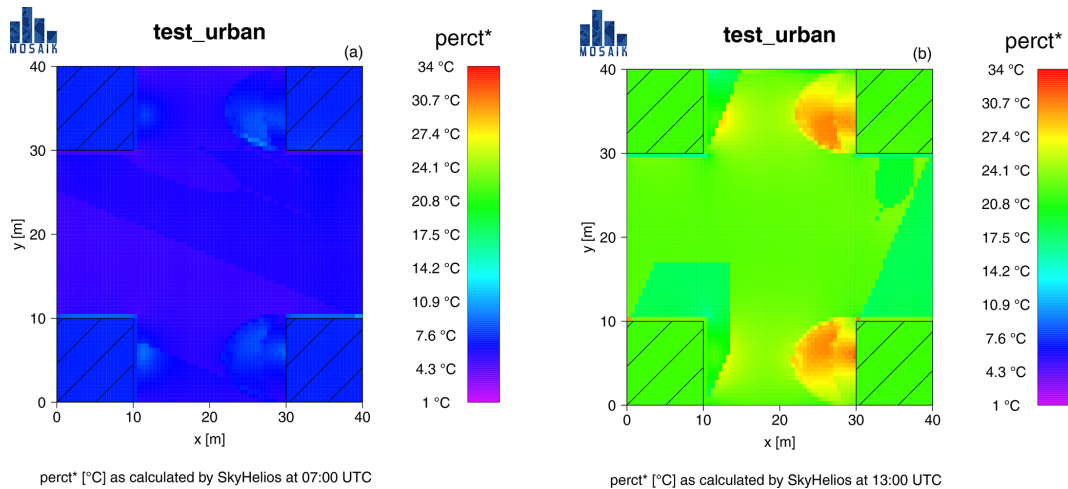 MOSAIK
test_urban
(a)
perct*
40
30
20
10
0
y [m]
0
10
20
30
40
x [m]
34 °C
30.7 °C
27.4 °C
24.1 °C
20.8 °C
17.5 °C
14.2 °C
10.9 °C
7.6 °C
4.3 °C
1 °C
perct* [°C] as calculated by SkyHelios at 07:00 UTC
MOSAIK
test_urban
(b)
perct*
40
30
20
10
0
y [m]
0
10
20
30
40
x [m]
34 °C
30.7 °C
27.4 °C
24.1 °C
20.8 °C
17.5 °C
14.2 °C
10.9 °C
7.6 °C
4.3 °C
1 °C
perct* [°C] as calculated by SkyHelios at 13:00 UTC